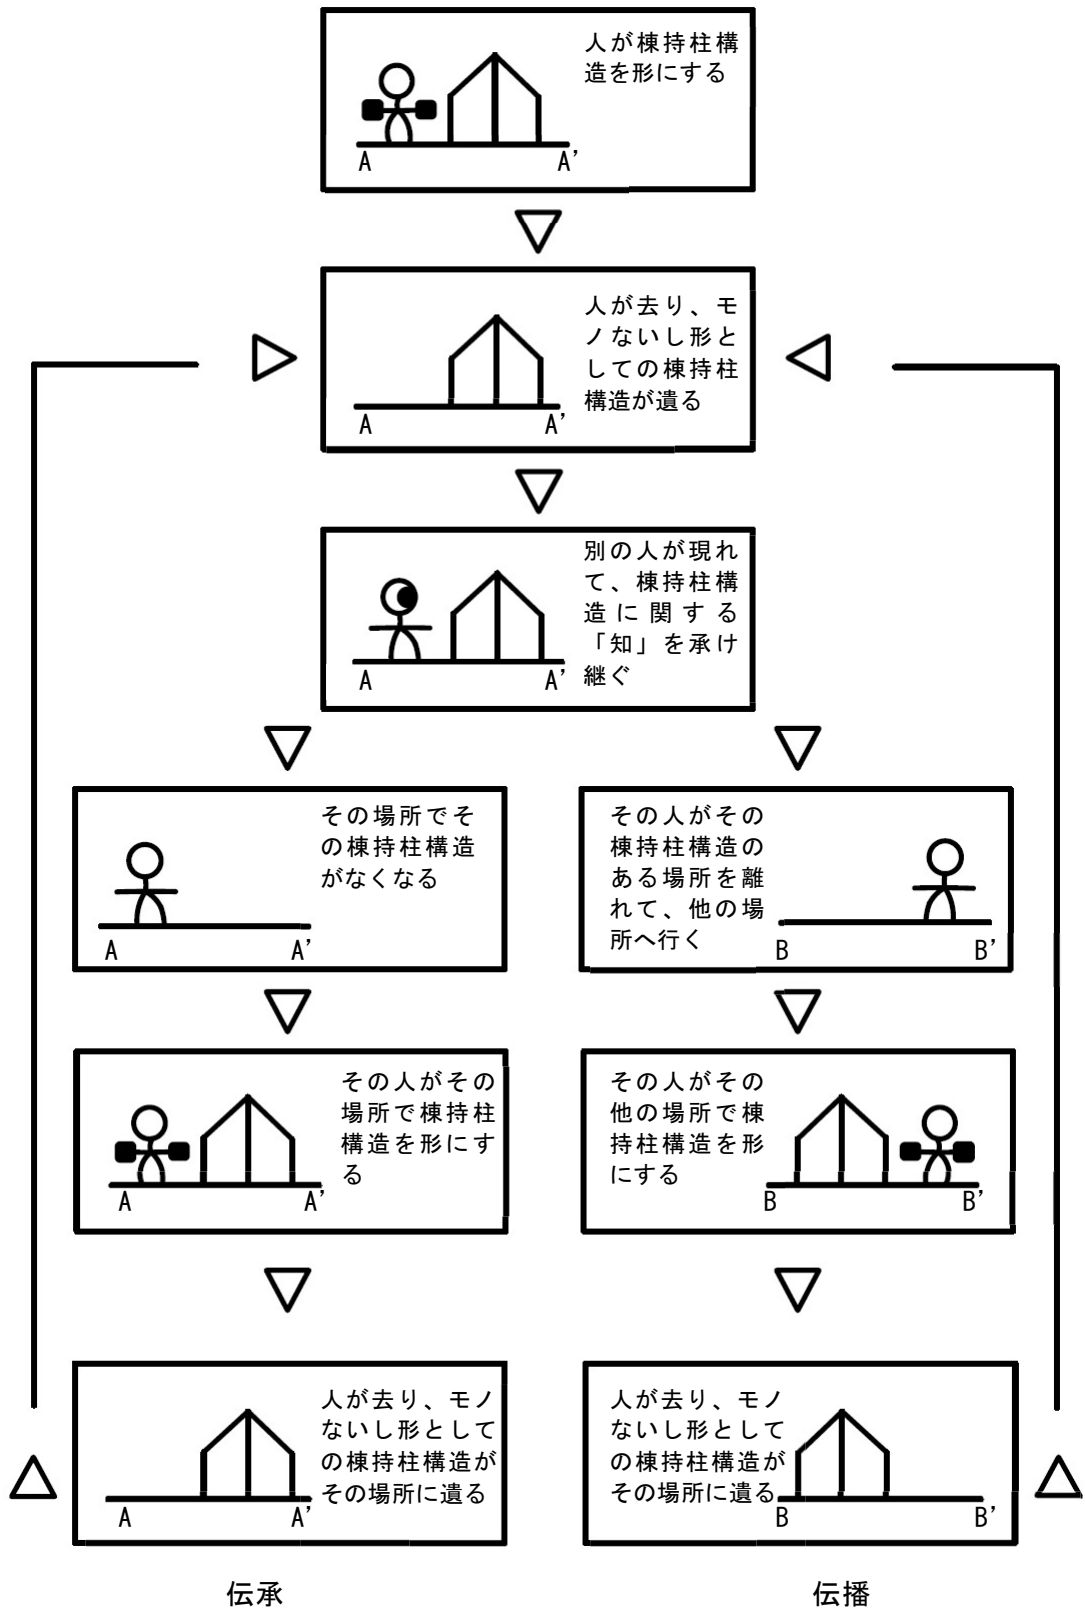 人が棟持柱構
造を形にする
A A’
人が去り、モ
ノないし形と
しての棟持柱
構造が遺る
A A’
別の人が現れ
て、棟持柱構
造に関する
「知」を承け
継ぐ
A A’
その場所でそ
の棟持柱構造
がなくなる
A A’
その人がその
棟持柱構造の
ある場所を離
れて、他の場
所へ行く
B B’
その人がその
場所で棟持柱
構造を形にす
る
A A’
その人がその
他の場所で棟
持柱構造を形
にする
B B’
人が去り、モノ
ないし形として
の棟持柱構造が
その場所に遺る
A A’
人が去り、モノ
ないし形として
の棟持柱構造が
その場所に遺る
B B’
伝承
伝播